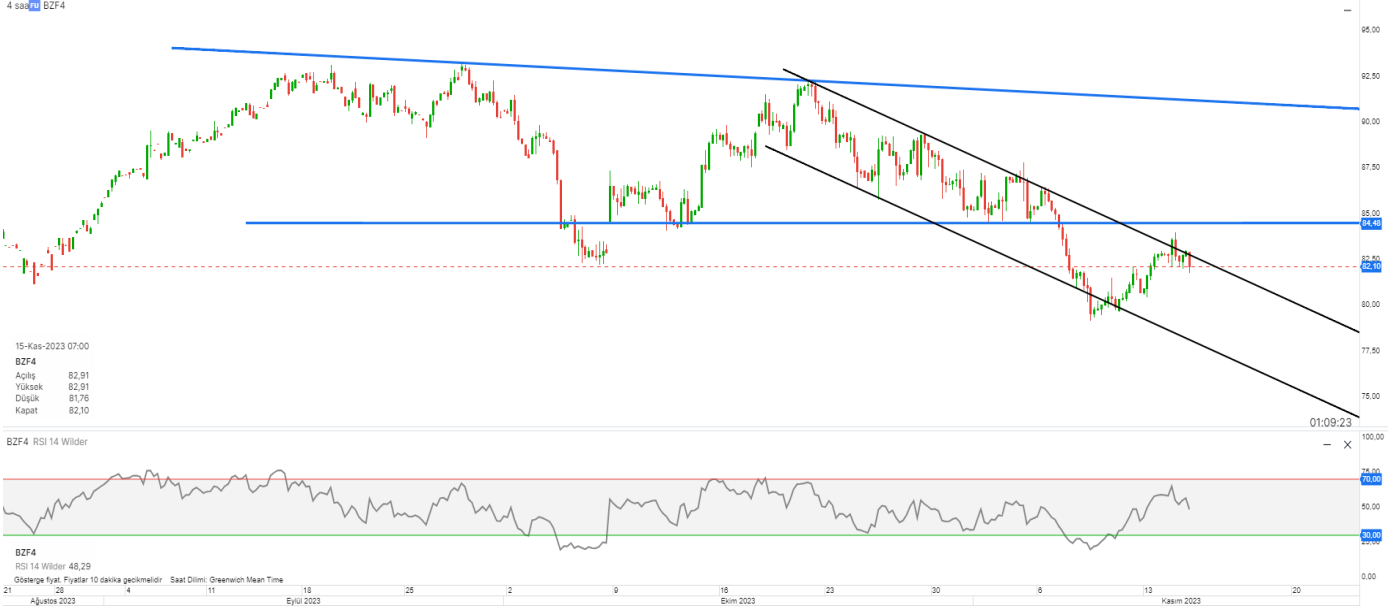 4 saa FU BZF4
95,00
92,50
90,00
87,50
85,00
84,48
82,50
82,10
80,00
77,50
75,00
15-Kas-2023 07:00
BZF4
Açılış 82,91
Yüksek 82,91
Düşük 81,76
Kapat 82,10
01:09:23
BZF4 RSI 14 Wilder
100,00
75,00
70,00
50,00
30,00
25,00
0,00
BZF4
RSI 14 Wilder 48,29
Gösterge fiyat. Fiyatlar 10 dakika gecikmelidir Saat Dilimi: Greenwich Mean Time
21 28 4 11 18 25 2 9 16 23 30 6 13 20
Ağustos 2023 Eylül 2023 Ekim 2023 Kasım 2023